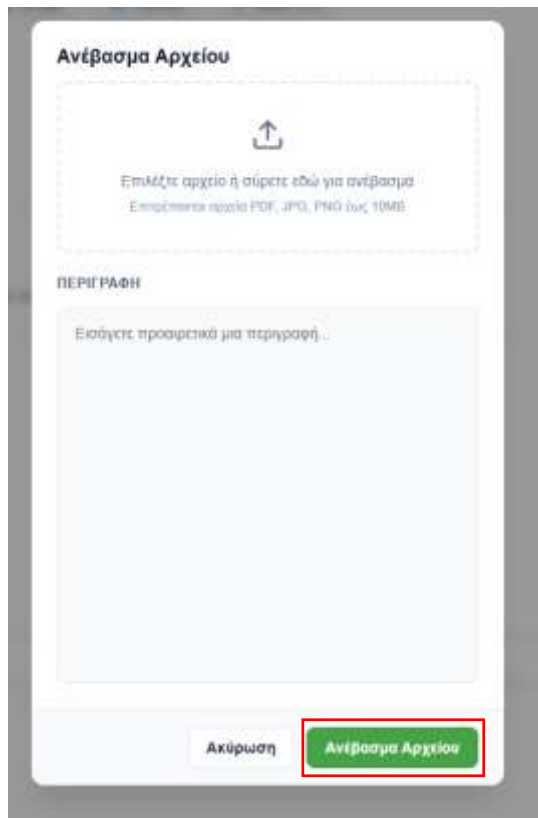 Ανέβασμα Αρχείου
Επιλέξτε αρχείο ή σύρετε εδώ για ανέβασμα
Επιτρέπονται αρχεία PDF, JPG, PNG έως 10MB
ΠΕΡΙΓΡΑΦΗ
Εισάγετε προαιρετικά μια περιγραφή...
Ακύρωση
Ανέβασμα Αρχείου